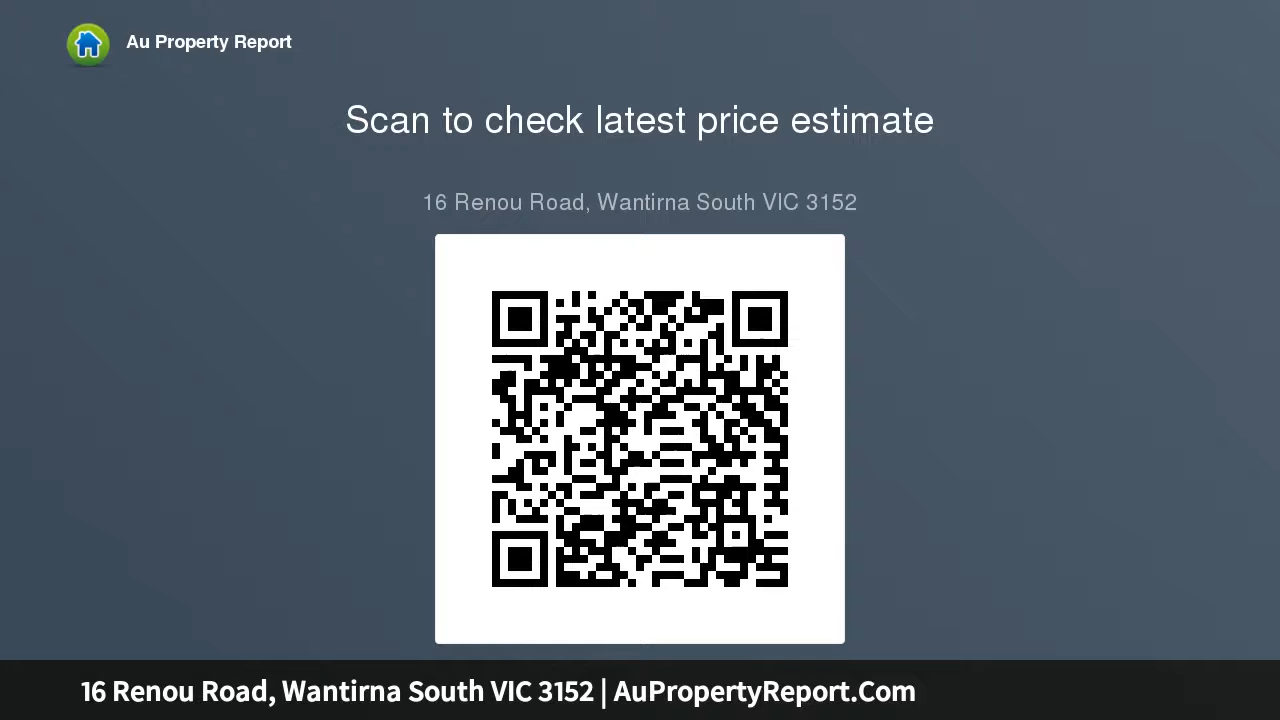 Au Property Report
Scan to check latest price estimate
16 Renou Road, Wantirna South VIC 3152
16 Renou Road, Wantirna South VIC 3152 | AuPropertyReport.Com